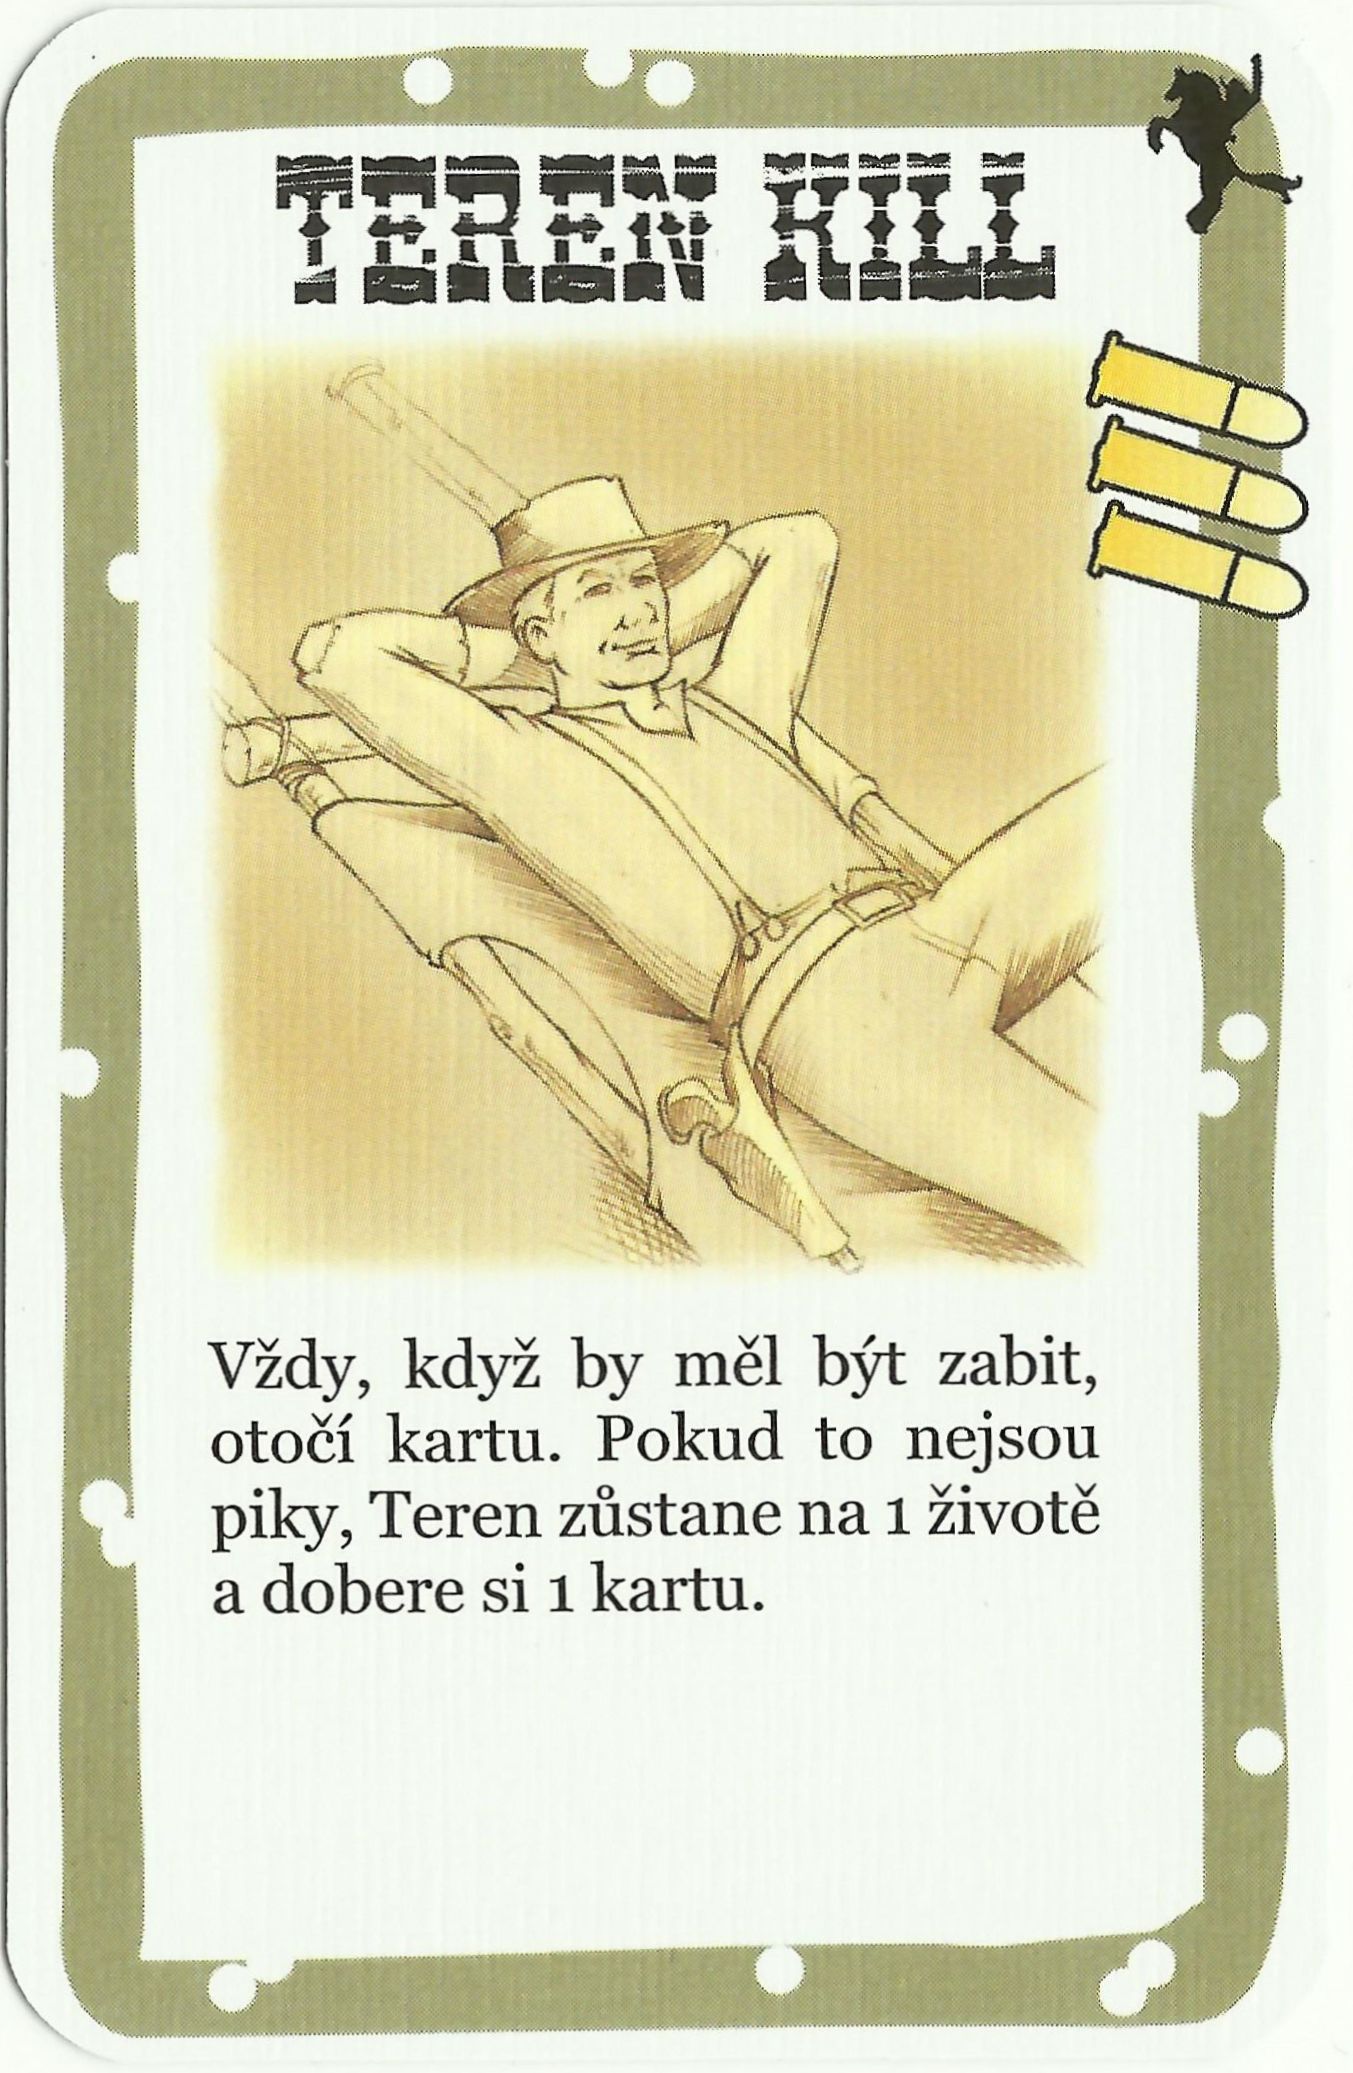 TEREN KILL
Vždy, když by měl být zabit,
otočí kartu. Pokud to nejsou
piky, Teren zůstane na 1 životě
a dobere si 1 kartu.